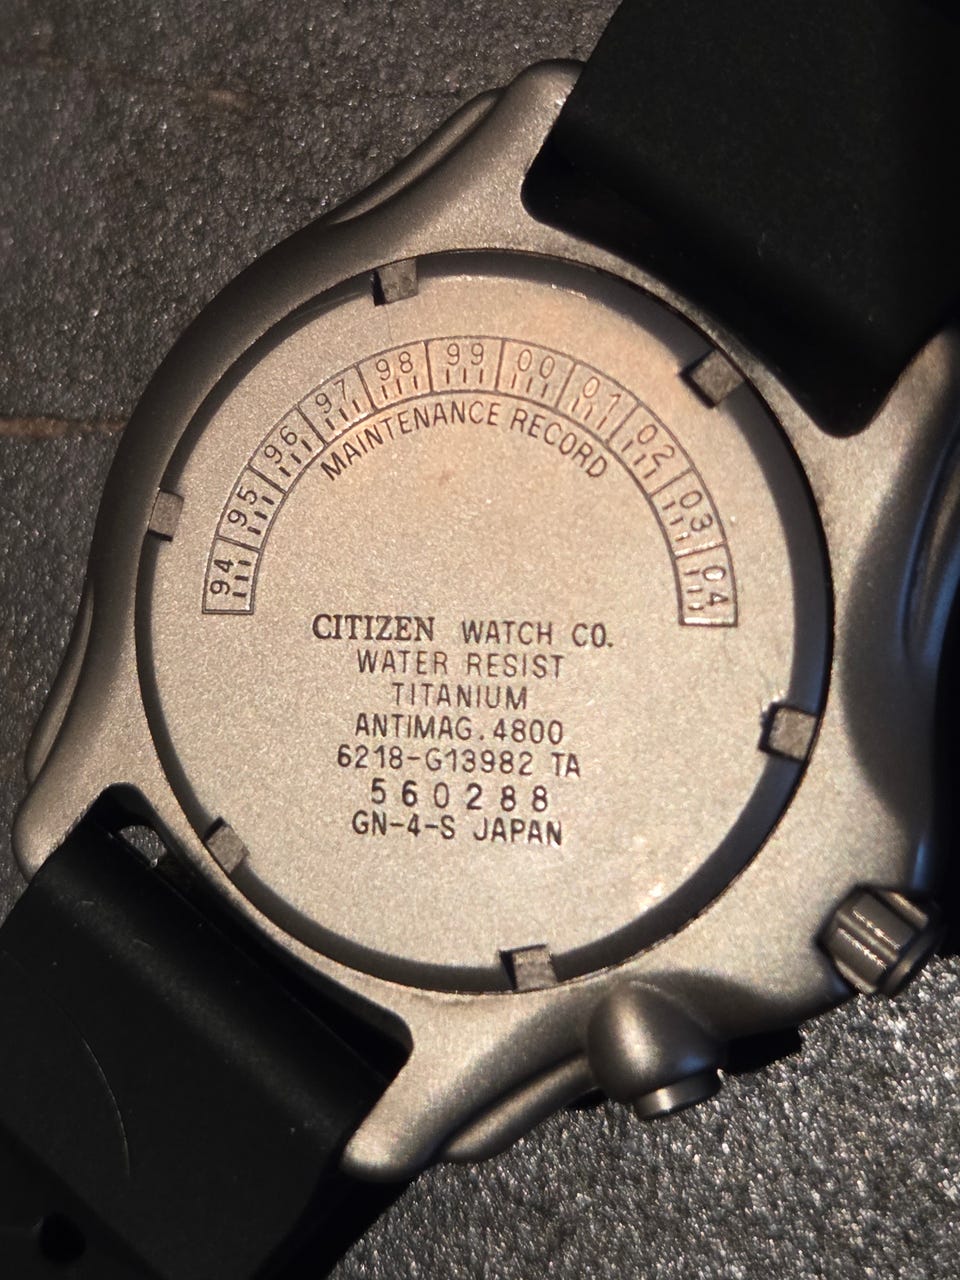 94 95 96 97 98 99 00 01 02 03 04
MAINTENANCE RECORD
CITIZEN WATCH CO.
WATER RESIST
TITANIUM
ANTIMAG.4800
6218-G13982 TA
560288
GN-4-S JAPAN